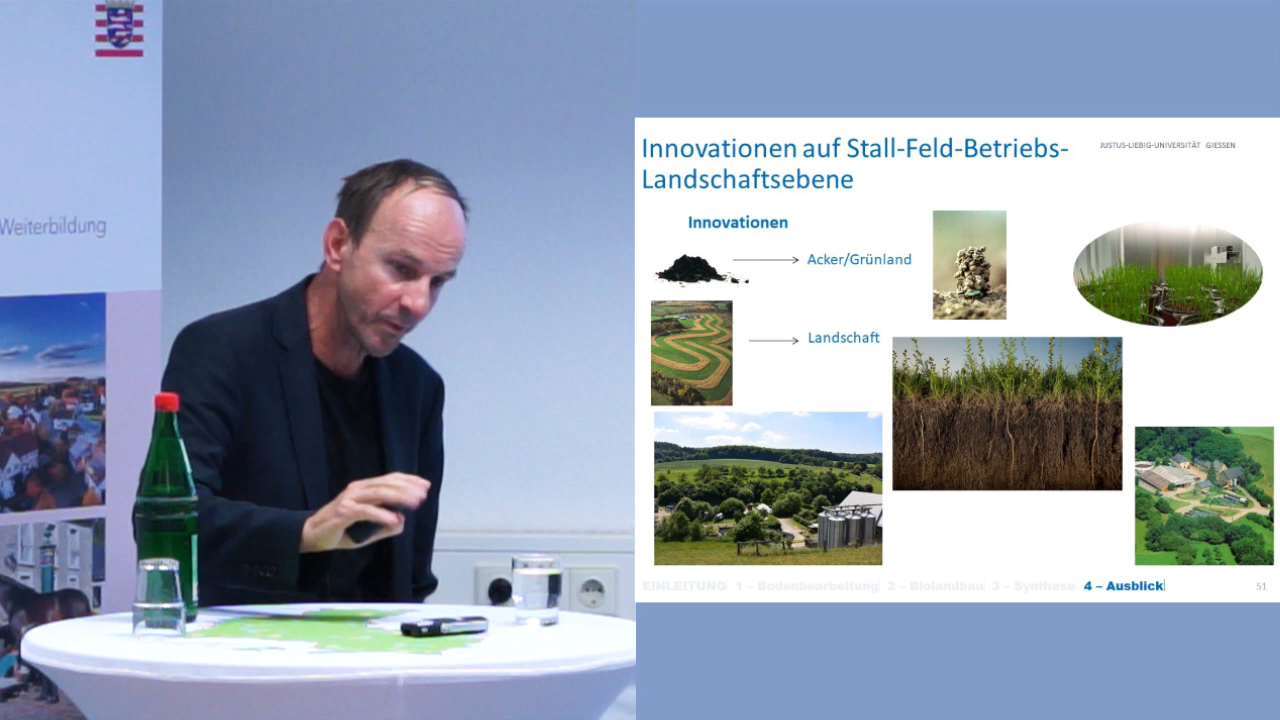 Weiterbildung
Innovationen auf Stall-Feld-Betriebs-
Landschaftsebene
JUSTUS-LIEBIG-UNIVERSITÄT GIESSEN
Innovationen
Acker/Grünland
Landschaft
EINLEITUNG 1 – Bodenbearbeitung 2 – Biolandbau 3 – Synthese 4 – Ausblick
51